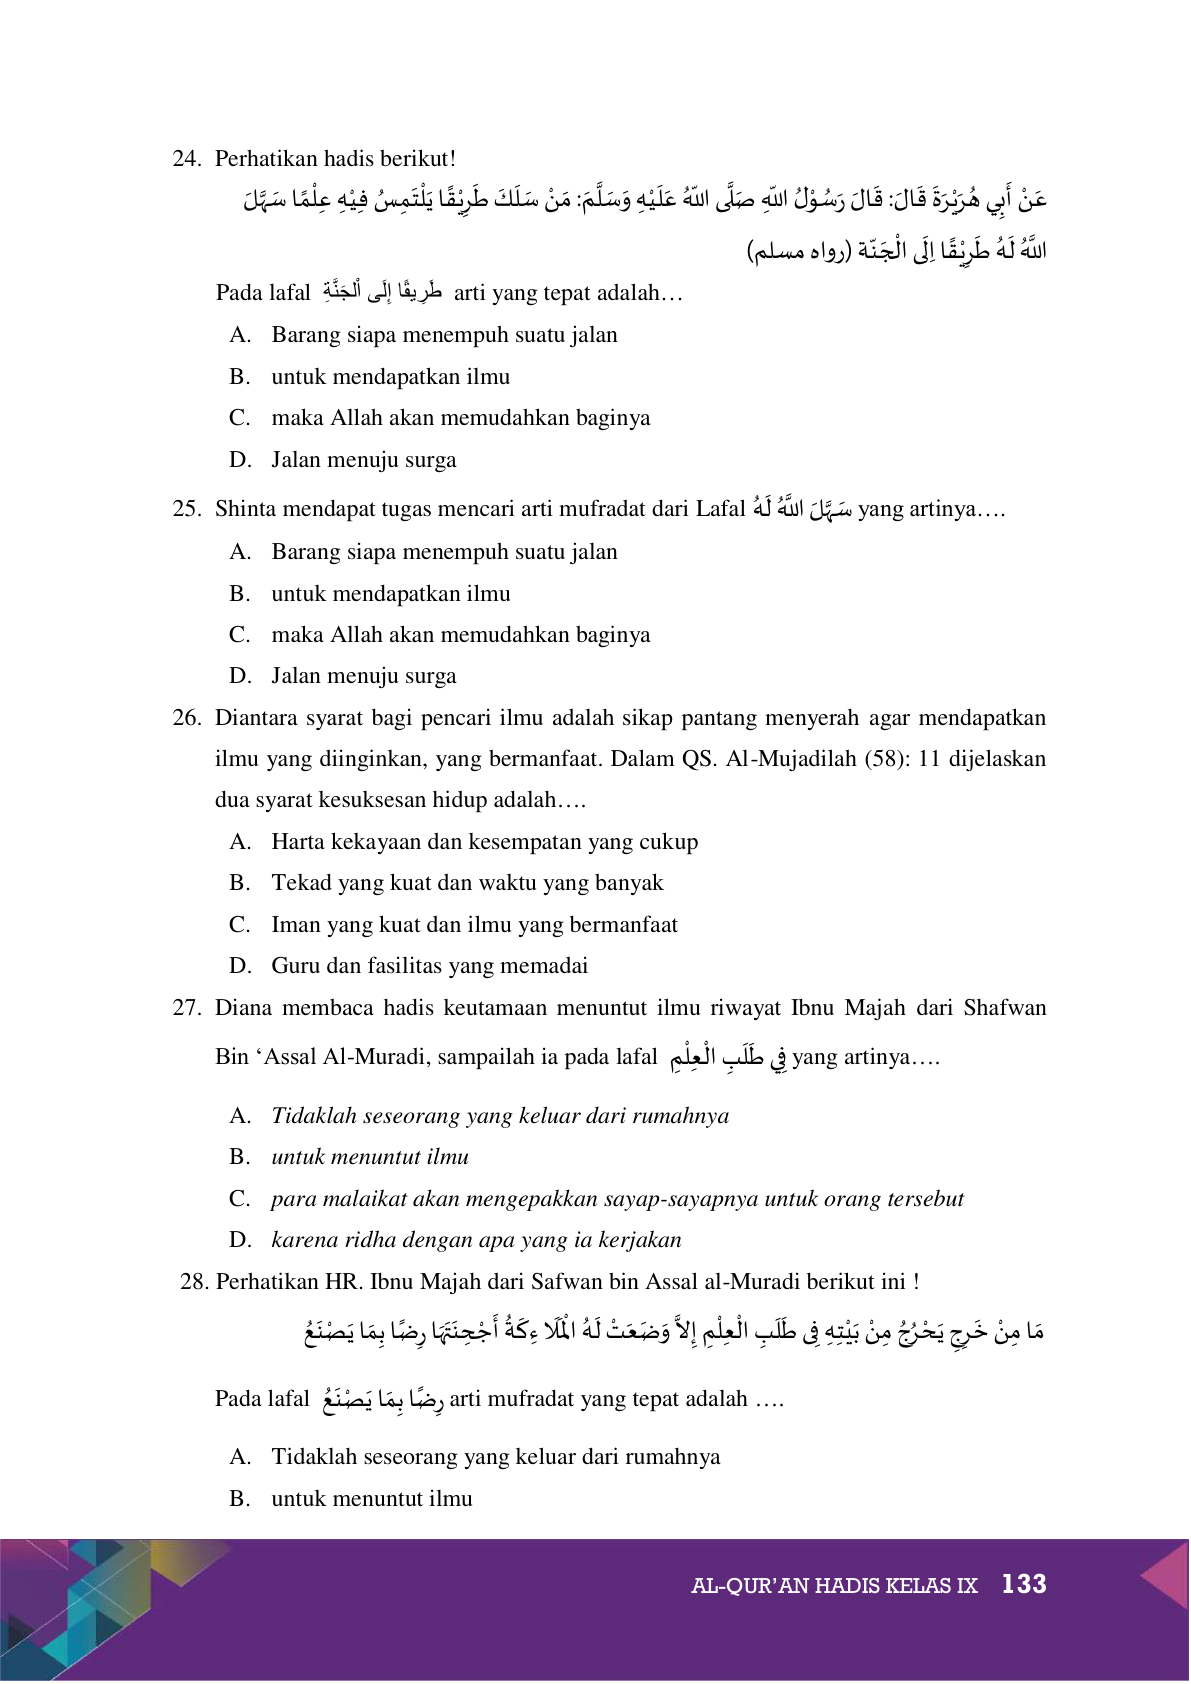 24. Perhatikan hadis berikut!
عَنْ أَبِي هُرَيْرَةَ قَالَ: قَالَ رَسُوْلُ اللّهِ صَلَّى اللّهُ عَلَيْهِ وَسَلَّمَ: مَنْ سَلَكَ طَرِيْقًا يَلْتَمِسُ فِيْهِ عِلْمًا سَهَّلَ
اللَّهُ لَهُ طَرِيْقًا اِلَى الْجَنّة (رواه مسلم)
Pada lafal طَرِيقًا إِلَى اْلجَنَّةِ arti yang tepat adalah…
A. Barang siapa menempuh suatu jalan
B. untuk mendapatkan ilmu
C. maka Allah akan memudahkan baginya
D. Jalan menuju surga
25. Shinta mendapat tugas mencari arti mufradat dari Lafal سَهَّلَ اللَّهُ لَهُ yang artinya….
A. Barang siapa menempuh suatu jalan
B. untuk mendapatkan ilmu
C. maka Allah akan memudahkan baginya
D. Jalan menuju surga
26. Diantara syarat bagi pencari ilmu adalah sikap pantang menyerah agar mendapatkan
ilmu yang diinginkan, yang bermanfaat. Dalam QS. Al-Mujadilah (58): 11 dijelaskan
dua syarat kesuksesan hidup adalah….
A. Harta kekayaan dan kesempatan yang cukup
B. Tekad yang kuat dan waktu yang banyak
C. Iman yang kuat dan ilmu yang bermanfaat
D. Guru dan fasilitas yang memadai
27. Diana membaca hadis keutamaan menuntut ilmu riwayat Ibnu Majah dari Shafwan
Bin ‘Assal Al-Muradi, sampailah ia pada lafal فِي طَلَبِ الْعِلْمِ yang artinya….
A. Tidaklah seseorang yang keluar dari rumahnya
B. untuk menuntut ilmu
C. para malaikat akan mengepakkan sayap-sayapnya untuk orang tersebut
D. karena ridha dengan apa yang ia kerjakan
28. Perhatikan HR. Ibnu Majah dari Safwan bin Assal al-Muradi berikut ini !
مَا مِنْ خَرِجِ يَخْرُجُ مِنْ بَيْتِهِ فِى طَلَبِ الْعِلْمِ إِلاَّ وَضَعَتْ لَهُ الْمَلَا ءِكَةُ أَجْحِنَتَهَا رِضًا بِمَا يَصْنَعُ
Pada lafal رِضًا بِمَا يَصْنَعُ arti mufradat yang tepat adalah ….
A. Tidaklah seseorang yang keluar dari rumahnya
B. untuk menuntut ilmu
AL-QUR’AN HADIS KELAS IX 133